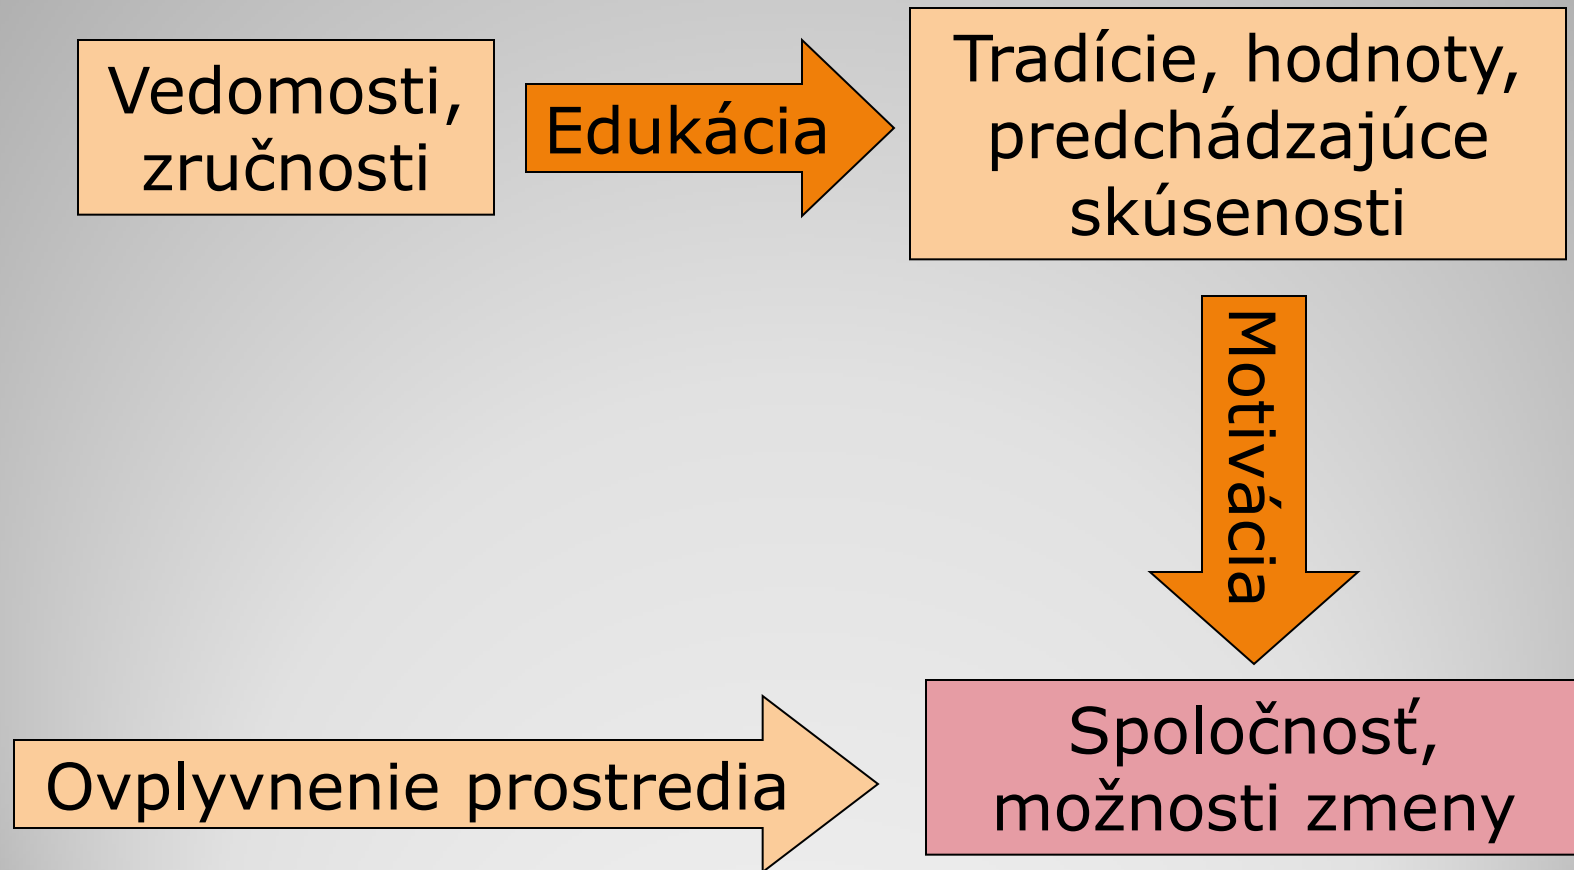 Vedomosti,
zručnosti
Edukácia
Tradície, hodnoty,
predchádzajúce
skúsenosti
Motivácia
Ovplyvnenie prostredia
Spoločnosť,
možnosti zmeny